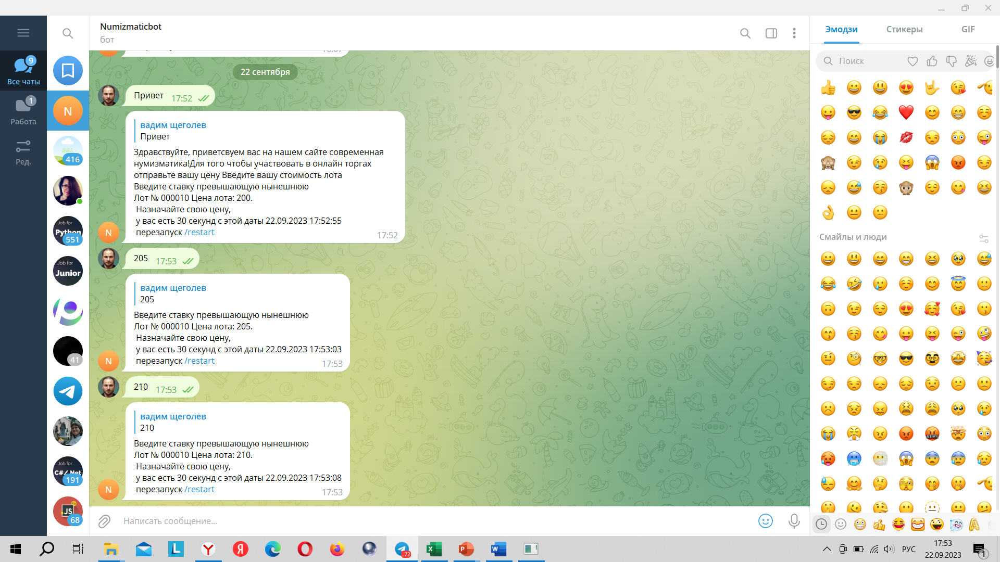 Numizmaticbot
бот
Эмодзи
Стикеры
GIF
Поиск
9
Все чаты
1
Работа
Ред.
N
SQL
416
Job for
Python
551
Job for
Junior
41
Job for
C#/.Net
191
JS
68
22 сентября
Привет 17:52
вадим щеголев
Привет
Здравствуйте, приветсвуем вас на нашем сайте современная
нумизматика!Для того чтобы участвовать в онлайн торгах
отправьте вашу цену Введите вашу стоимость лота
Введите ставку превышающую нынешнюю
Лот № 000010 Цена лота: 200.
Назначайте свою цену,
у вас есть 30 секунд с этой даты 22.09.2023 17:52:55
перезапуск /restart
17:52
N
205 17:53
вадим щеголев
205
Введите ставку превышающую нынешнюю
Лот № 000010 Цена лота: 205.
Назначайте свою цену,
у вас есть 30 секунд с этой даты 22.09.2023 17:53:03
перезапуск /restart
17:53
N
210 17:53
вадим щеголев
210
Введите ставку превышающую нынешнюю
Лот № 000010 Цена лота: 210.
Назначайте свою цену,
у вас есть 30 секунд с этой даты 22.09.2023 17:53:08
перезапуск /restart
17:53
N
Написать сообщение...
Смайлы и люди
L
Y
Я
..72
X
P
W
РУС
17:53
22.09.2023
1